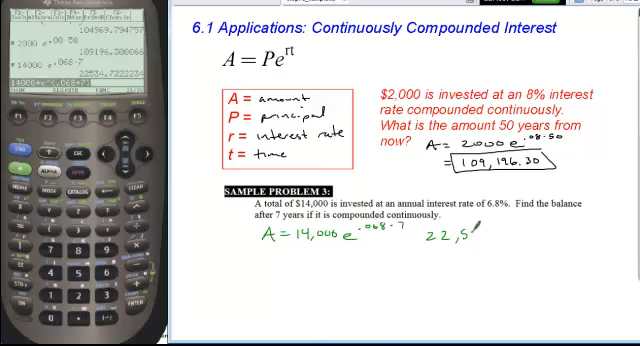 104969.794757
2000 e^.08·50
109196.300066
14000 e^.068·7
22534.7222234
14000*e^(.068*7)
6.1 Applications: Continuously Compounded Interest
A = Pe^rt
A = amount
P = principal
r = interest rate
t = time
$2,000 is invested at an 8% interest
rate compounded continuously.
What is the amount 50 years from
now?
A = 2000 e^.08·50
= 109,196.30
SAMPLE PROBLEM 3:
A total of $14,000 is invested at an annual interest rate of 6.8%. Find the balance
after 7 years if it is compounded continuously.
A = 14,000 e^.068·7 22,5